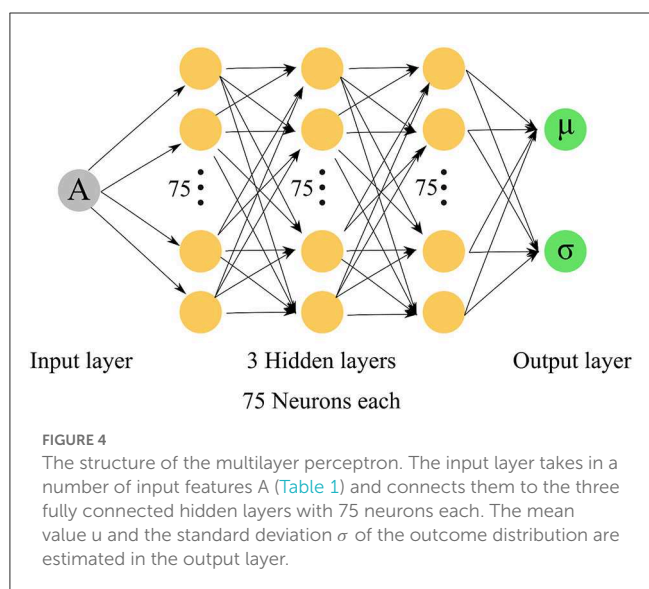 A
75
75
75
μ
σ
Input layer
3 Hidden layers
Output layer
75 Neurons each
FIGURE 4
The structure of the multilayer perceptron. The input layer takes in a
number of input features A (Table 1) and connects them to the three
fully connected hidden layers with 75 neurons each. The mean
value u and the standard deviation σ of the outcome distribution are
estimated in the output layer.